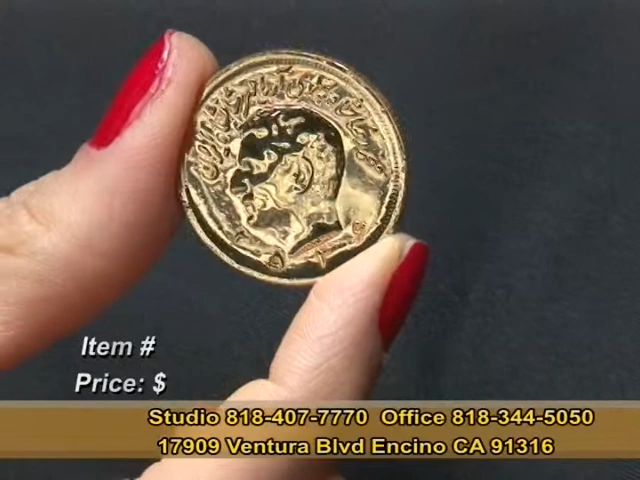 Item #
Price: $
Studio 818-407-7770 Office 818-344-5050
17909 Ventura Blvd Encino CA 91316